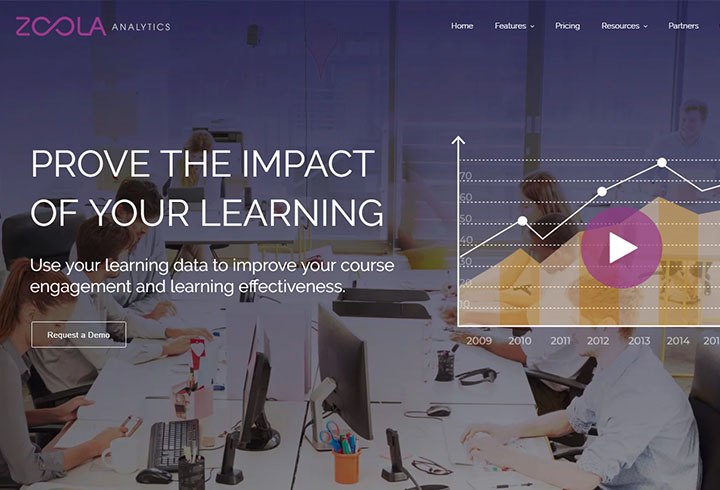 ZOOLA ANALYTICS
Home Features Pricing Resources Partners
PROVE THE IMPACT
OF YOUR LEARNING
Use your learning data to improve your course
engagement and learning effectiveness.
Request a Demo
70
60
50
40
30
20
10
2009 2010 2011 2012 2013 2014